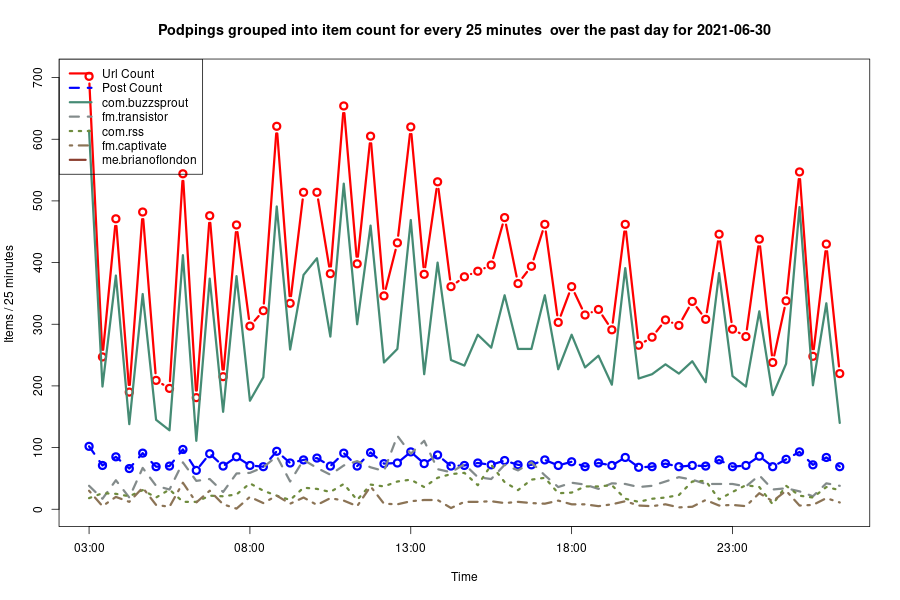 Podpings grouped into item count for every 25 minutes  over the past day for 2021-06-30
Url Count
Post Count
com.buzzsprout
fm.transistor
com.rss
fm.captivate
me.brianoflondon
Items / 25 minutes
700
600
500
400
300
200
100
0
03:00
08:00
13:00
18:00
23:00
Time